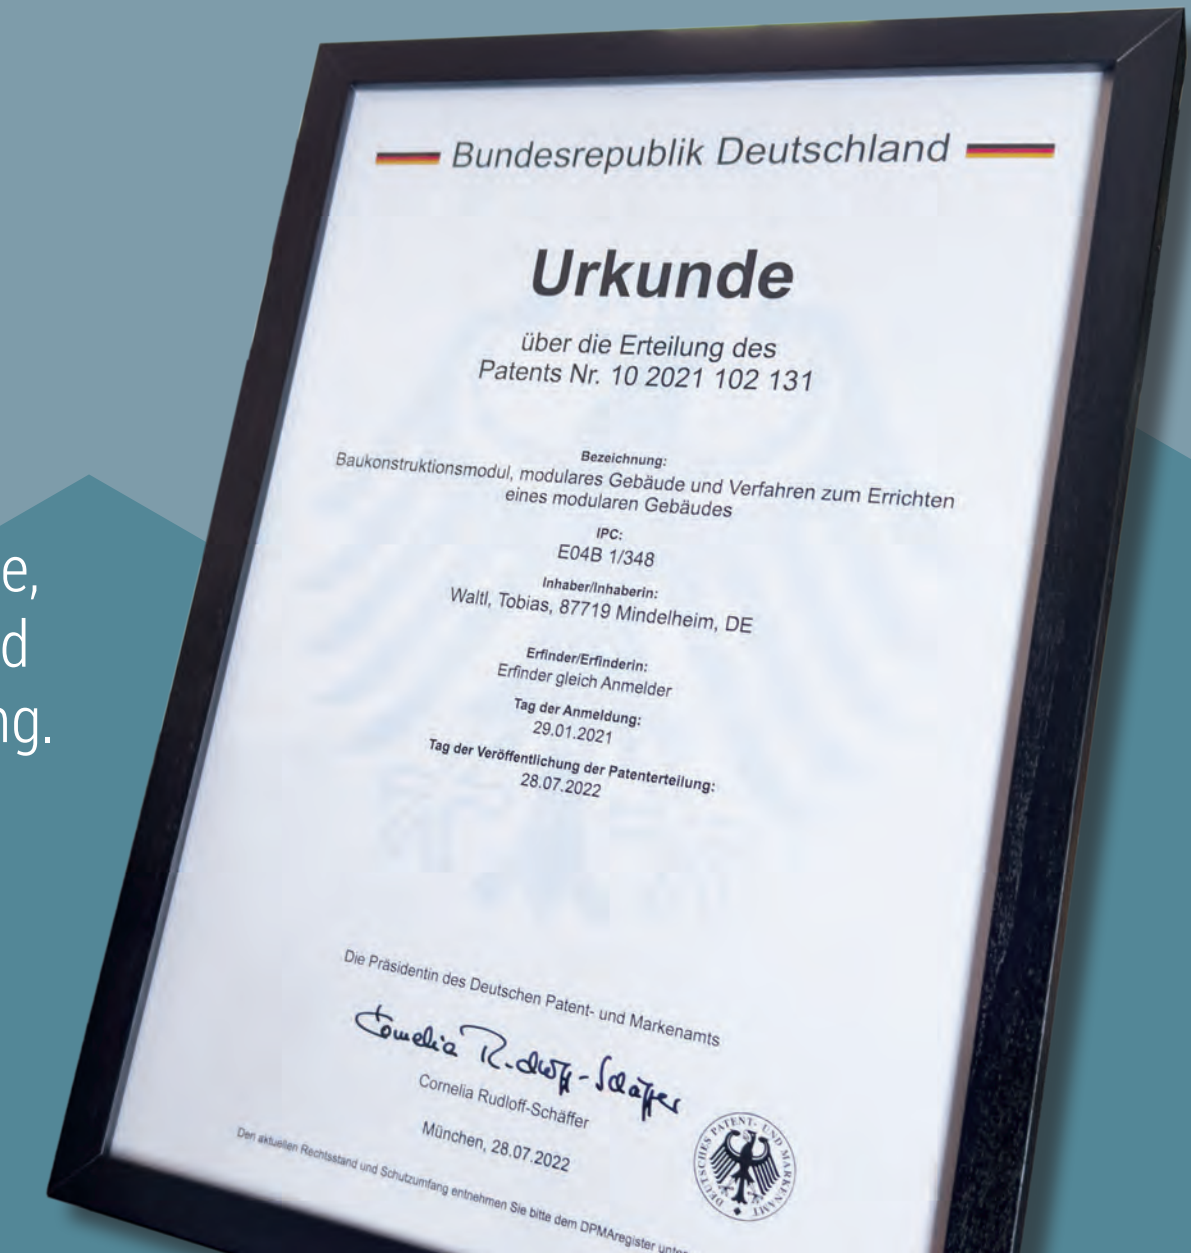 Bundesrepublik Deutschland
Urkunde
über die Erteilung des
Patents Nr. 10 2021 102 131
Bezeichnung:
Baukonstruktionsmodul, modulares Gebäude und Verfahren zum Errichten
eines modularen Gebäudes
IPC:
E04B 1/348
Inhaber/Inhaberin:
Waltl, Tobias, 87719 Mindelheim, DE
Erfinder/Erfinderin:
Erfinder gleich Anmelder
Tag der Anmeldung:
29.01.2021
Tag der Veröffentlichung der Patenterteilung:
28.07.2022
e,
d
ng.
Die Präsidentin des Deutschen Patent- und Markenamts
Cornelia Rudloff-Schäffer
Cornelia Rudloff-Schäffer
München, 28.07.2022
DEUTSCHES PATENT- UND MARKENAMT
Den aktuellen Rechtsstand und Schutzumfang entnehmen Sie bitte dem DPMAregister unter